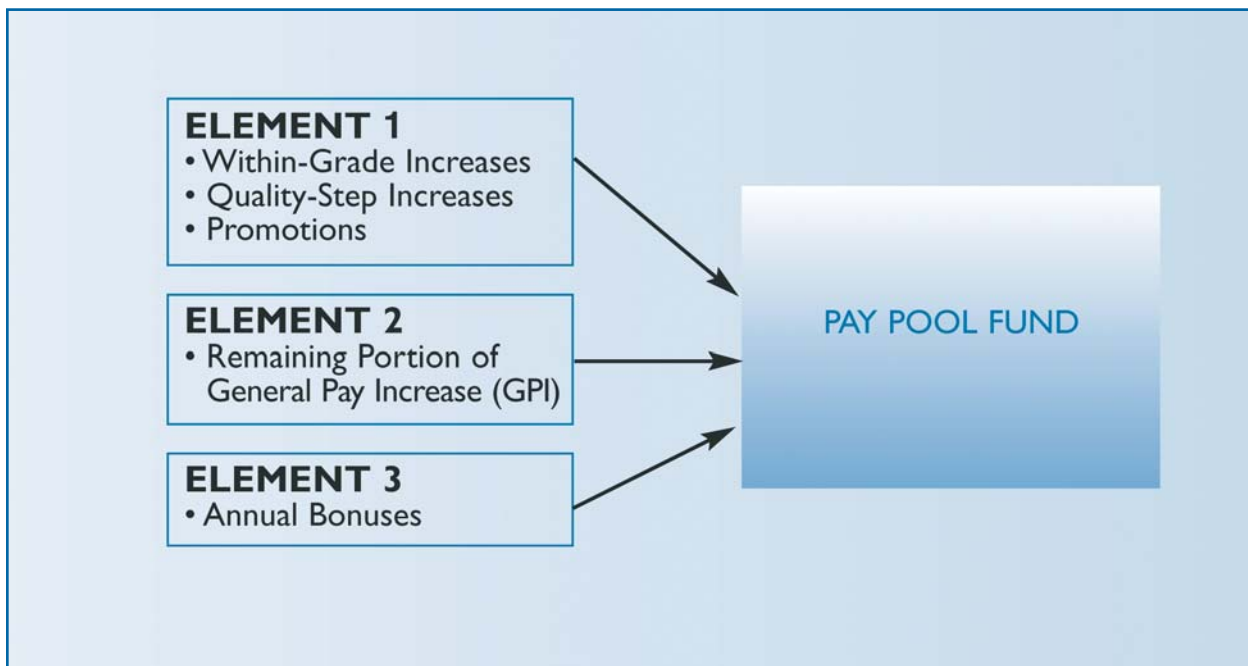 ELEMENT 1
• Within-Grade Increases
• Quality-Step Increases
• Promotions
ELEMENT 2
• Remaining Portion of
General Pay Increase (GPI)
ELEMENT 3
• Annual Bonuses
PAY POOL FUND